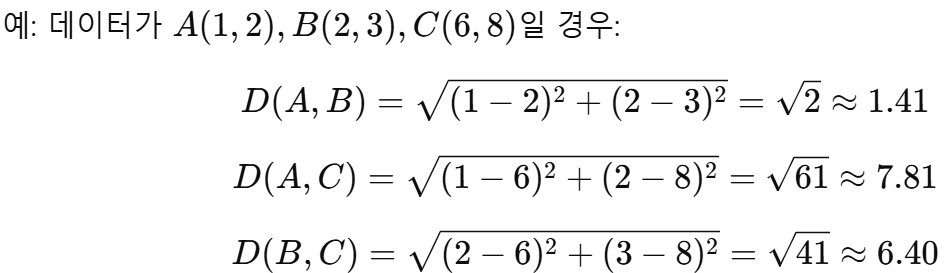 예: 데이터가 A(1, 2), B(2, 3), C(6, 8)일 경우:
D(A, B) = √(1 − 2)² + (2 − 3)² = √2 ≈ 1.41
D(A, C) = √(1 − 6)² + (2 − 8)² = √61 ≈ 7.81
D(B, C) = √(2 − 6)² + (3 − 8)² = √41 ≈ 6.40